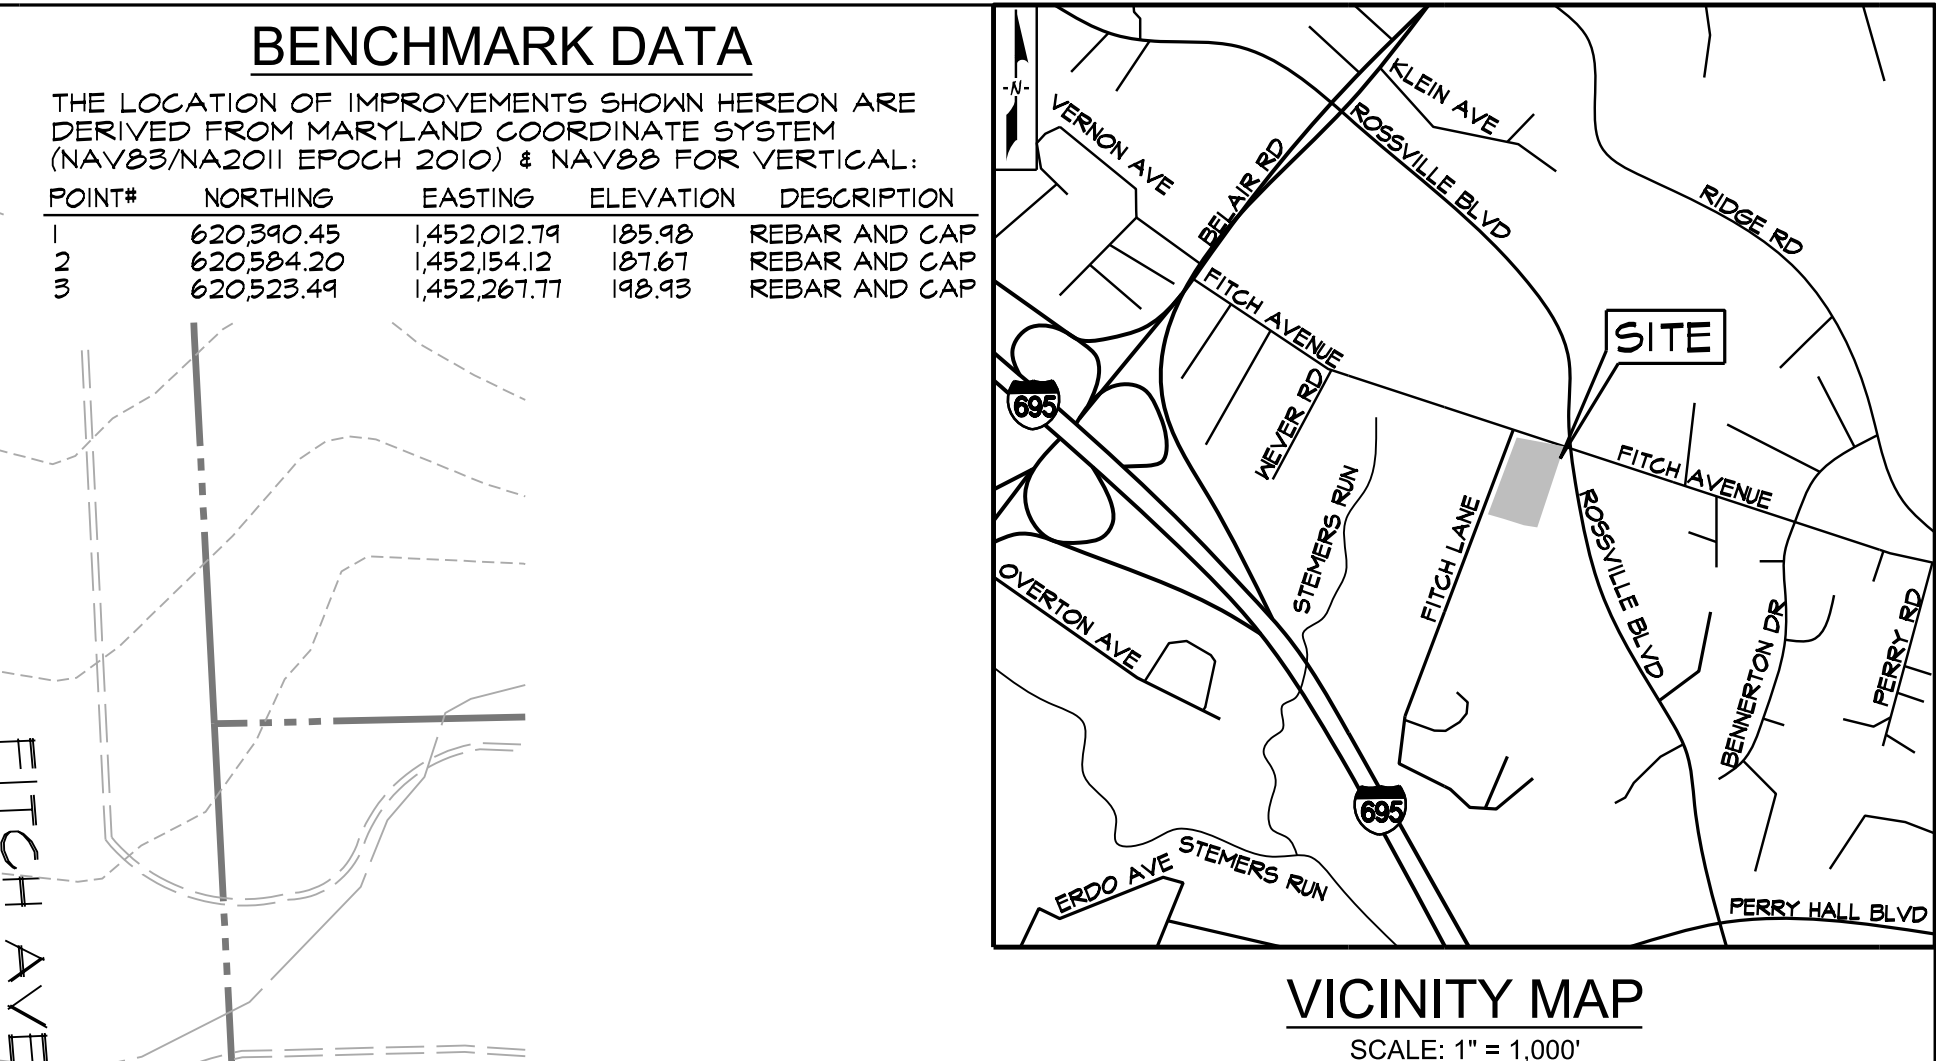 BENCHMARK DATA
THE LOCATION OF IMPROVEMENTS SHOWN HEREON ARE
DERIVED FROM MARYLAND COORDINATE SYSTEM
(NAV83/NA2011 EPOCH 2010) & NAV88 FOR VERTICAL:
POINT# NORTHING EASTING ELEVATION DESCRIPTION
1 620,390.45 1,452,012.79 185.98 REBAR AND CAP
2 620,584.20 1,452,154.12 187.67 REBAR AND CAP
3 620,523.49 1,452,267.77 198.93 REBAR AND CAP
FITCH AVE
-N-
VERNON AVE
KLEIN AVE
BELAIR RD
ROSSVILLE BLVD
RIDGE RD
FITCH AVENUE
SITE
695
WEVER RD
STEMERS RUN
FITCH LANE
FITCH AVENUE
ROSSVILLE BLVD
OVERTON AVE
BENNERTON DR
PERRY RD
695
ERDO AVE
STEMERS RUN
PERRY HALL BLVD
VICINITY MAP
SCALE: 1" = 1,000'